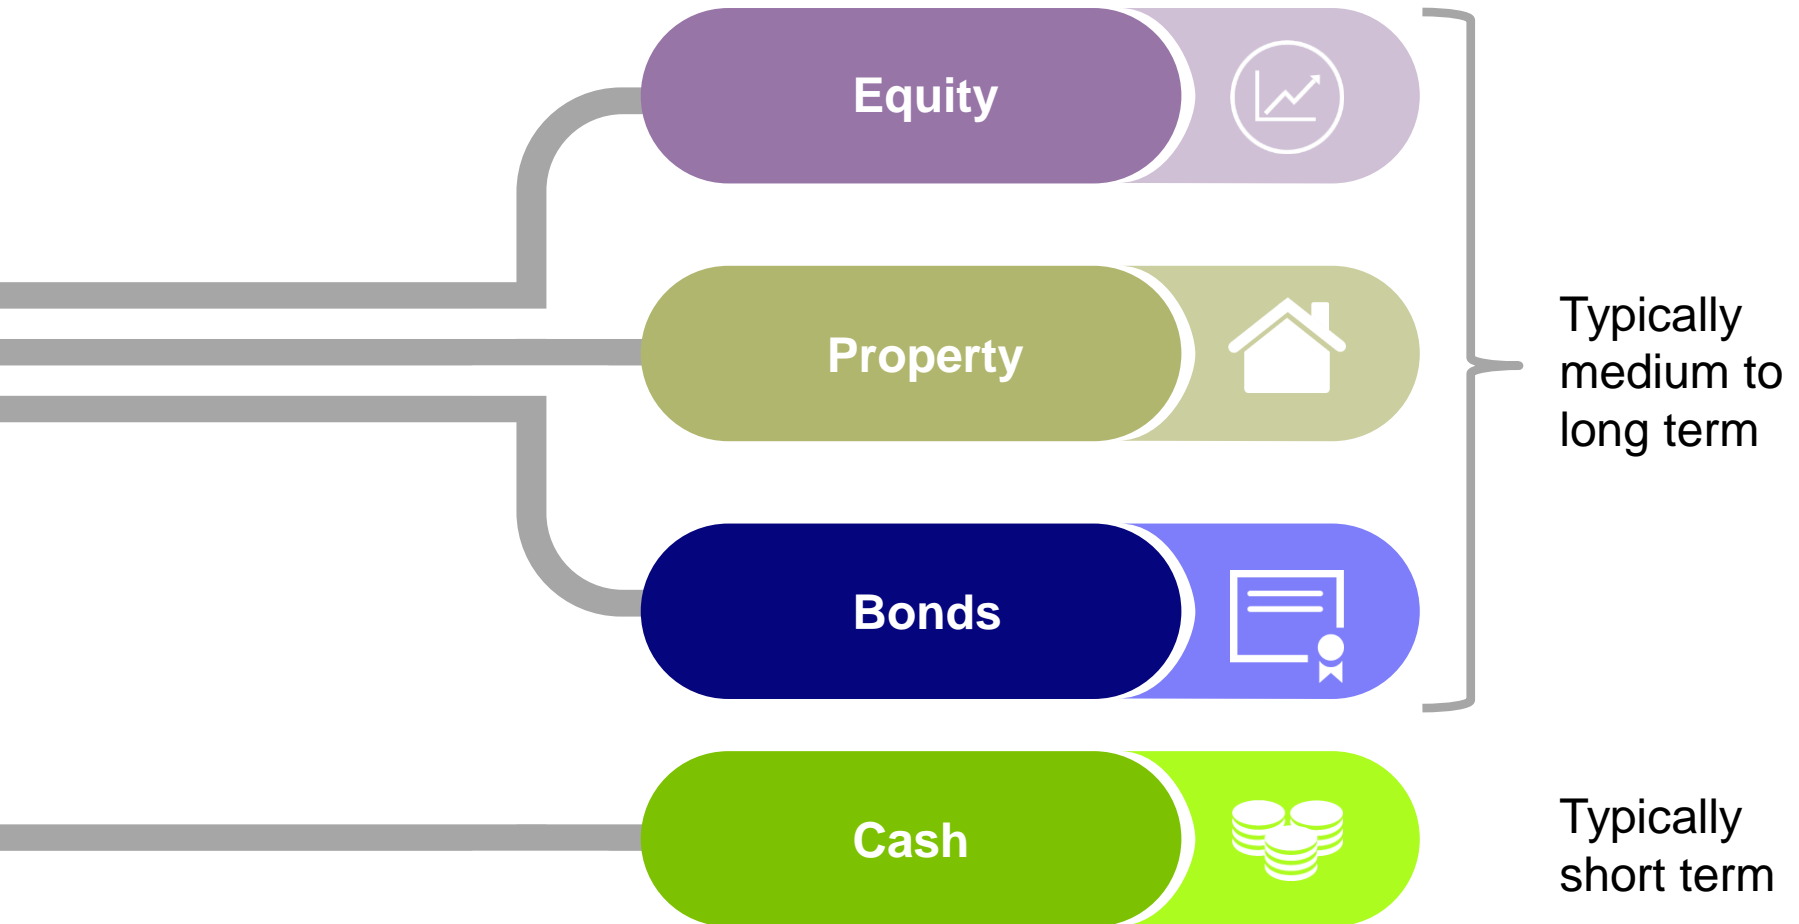 Equity
Property
Typically
medium to
long term
Bonds
Cash
Typically
short term